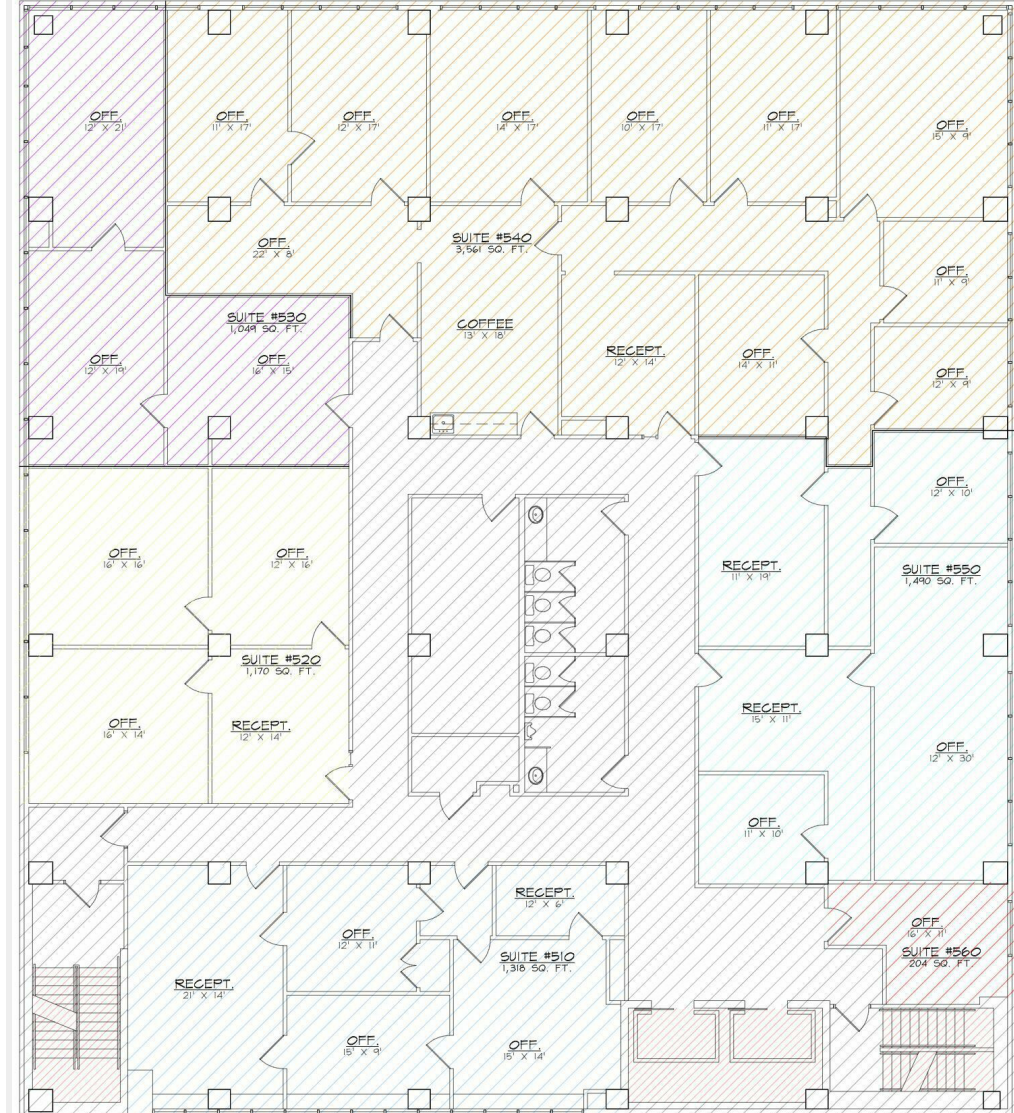 OFF.
12' X 21'
OFF.
11' X 17'
OFF.
12' X 17'
OFF.
14' X 17'
OFF.
10' X 17'
OFF.
11' X 17'
OFF.
15' X 9'
OFF.
22' X 8'
SUITE #540
3,561 SQ. FT.
OFF.
11' X 9'
SUITE #530
1,049 SQ. FT.
COFFEE
13' X 18'
OFF.
12' X 19'
OFF.
16' X 15'
RECEPT.
12' X 14'
OFF.
14' X 11'
OFF.
12' X 9'
OFF.
12' X 10'
OFF.
16' X 16'
OFF.
12' X 16'
RECEPT.
11' X 19'
SUITE #550
1,490 SQ. FT.
SUITE #520
1,170 SQ. FT.
OFF.
16' X 14'
RECEPT.
12' X 14'
RECEPT.
15' X 11'
OFF.
12' X 30'
OFF.
11' X 10'
RECEPT.
12' X 6'
OFF.
12' X 11'
OFF.
16' X 11'
SUITE #510
1,318 SQ. FT.
SUITE #560
204 SQ. FT.
RECEPT.
21' X 14'
OFF.
15' X 9'
OFF.
15' X 14'